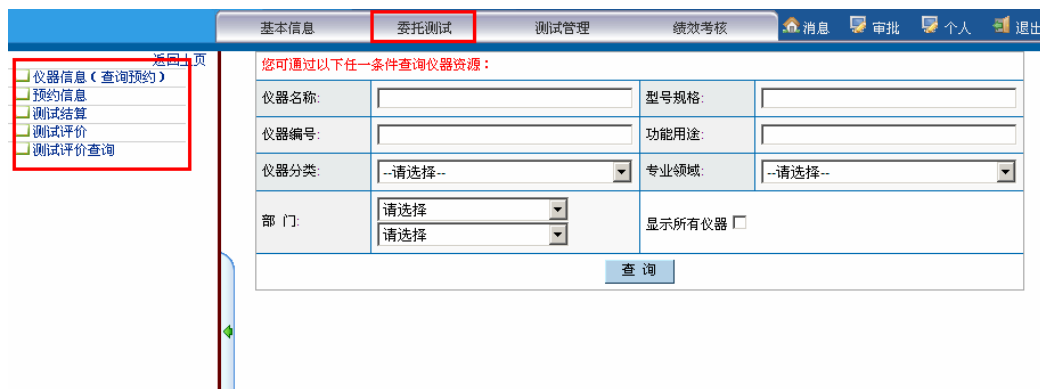 基本信息 委托测试 测试管理 绩效考核 消息 审批 个人 退出
返回上页
仪器信息(查询预约)
预约信息
测试结算
测试评价
测试评价查询
您可通过以下任一条件查询仪器资源：
仪器名称: 型号规格:
仪器编号: 功能用途:
仪器分类: --请选择-- 专业领域: --请选择--
部 门: 请选择
请选择
显示所有仪器
查 询